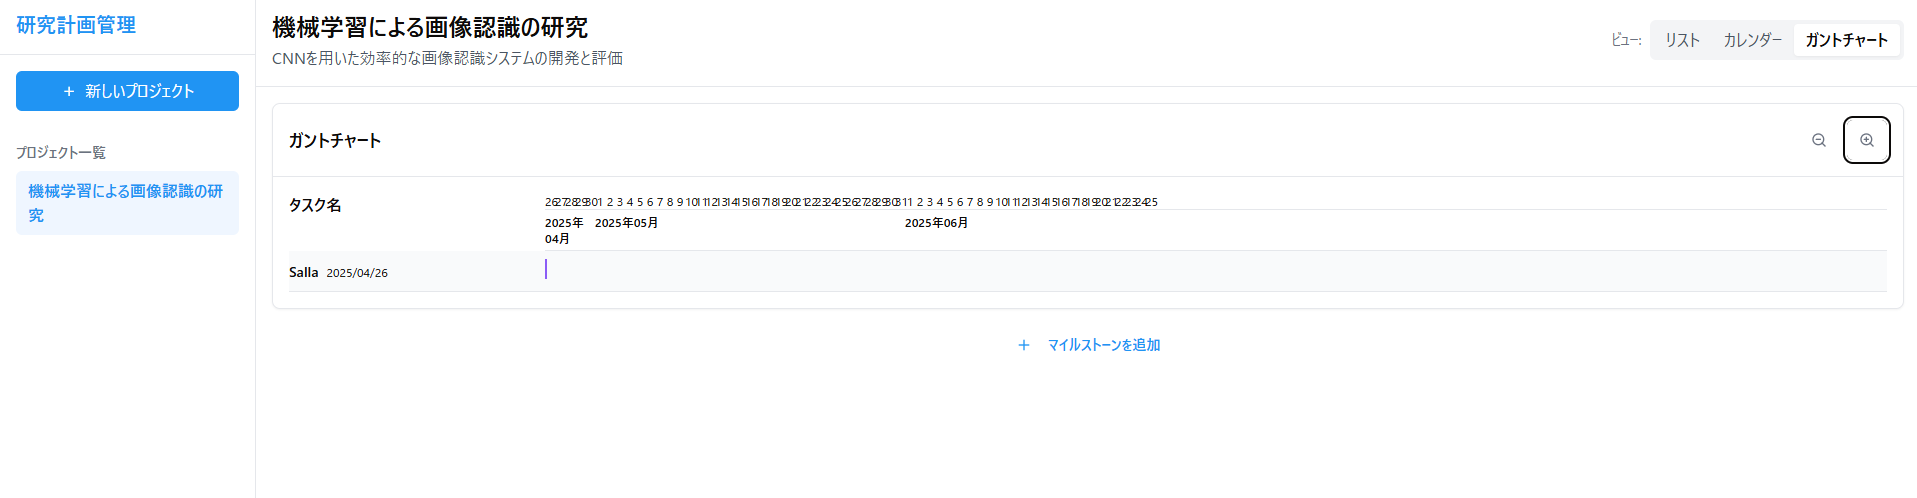 研究計画管理
+ 新しいプロジェクト
プロジェクト一覧
機械学習による画像認識の研
究
機械学習による画像認識の研究
CNNを用いた効率的な画像認識システムの開発と評価
ビュー: リスト カレンダー ガントチャート
ガントチャート
タスク名
26 27 28 29 30 1 2 3 4 5 6 7 8 9 10 11 12 13 14 15 16 17 18 19 20 21 22 23 24 25 26 27 28 29 30 31 1 2 3 4 5 6 7 8 9 10 11 12 13 14 15 16 17 18 19 20 21 22 23 24 25
2025年 2025年05月 2025年06月
04月
Salla 2025/04/26
+ マイルストーンを追加